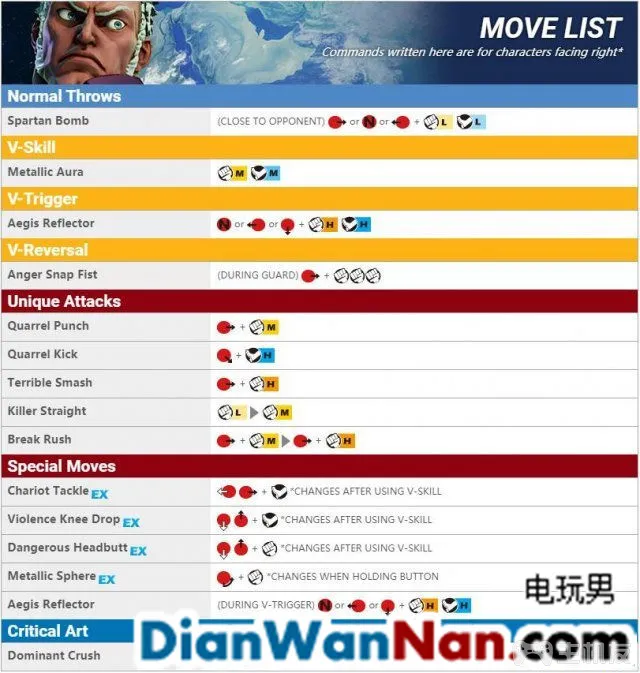 MOVE LIST
Commands written here are for characters facing right*
Normal Throws
Spartan Bomb (CLOSE TO OPPONENT) or N or + L L
V-Skill
Metallic Aura M M
V-Trigger
Aegis Reflector N or or + H H
V-Reversal
Anger Snap Fist (DURING GUARD) +
Unique Attacks
Quarrel Punch + M
Quarrel Kick + H
Terrible Smash + H
Killer Straight L M
Break Rush + M + H
Special Moves
Chariot Tackle EX + *CHANGES AFTER USING V-SKILL
Violence Knee Drop EX + *CHANGES AFTER USING V-SKILL
Dangerous Headbutt EX + *CHANGES AFTER USING V-SKILL
Metallic Sphere EX + *CHANGES WHEN HOLDING BUTTON
电玩男
Aegis Reflector (DURING V-TRIGGER) N or or + H H
Critical Art
DianWanNan.com
Dominant Crush